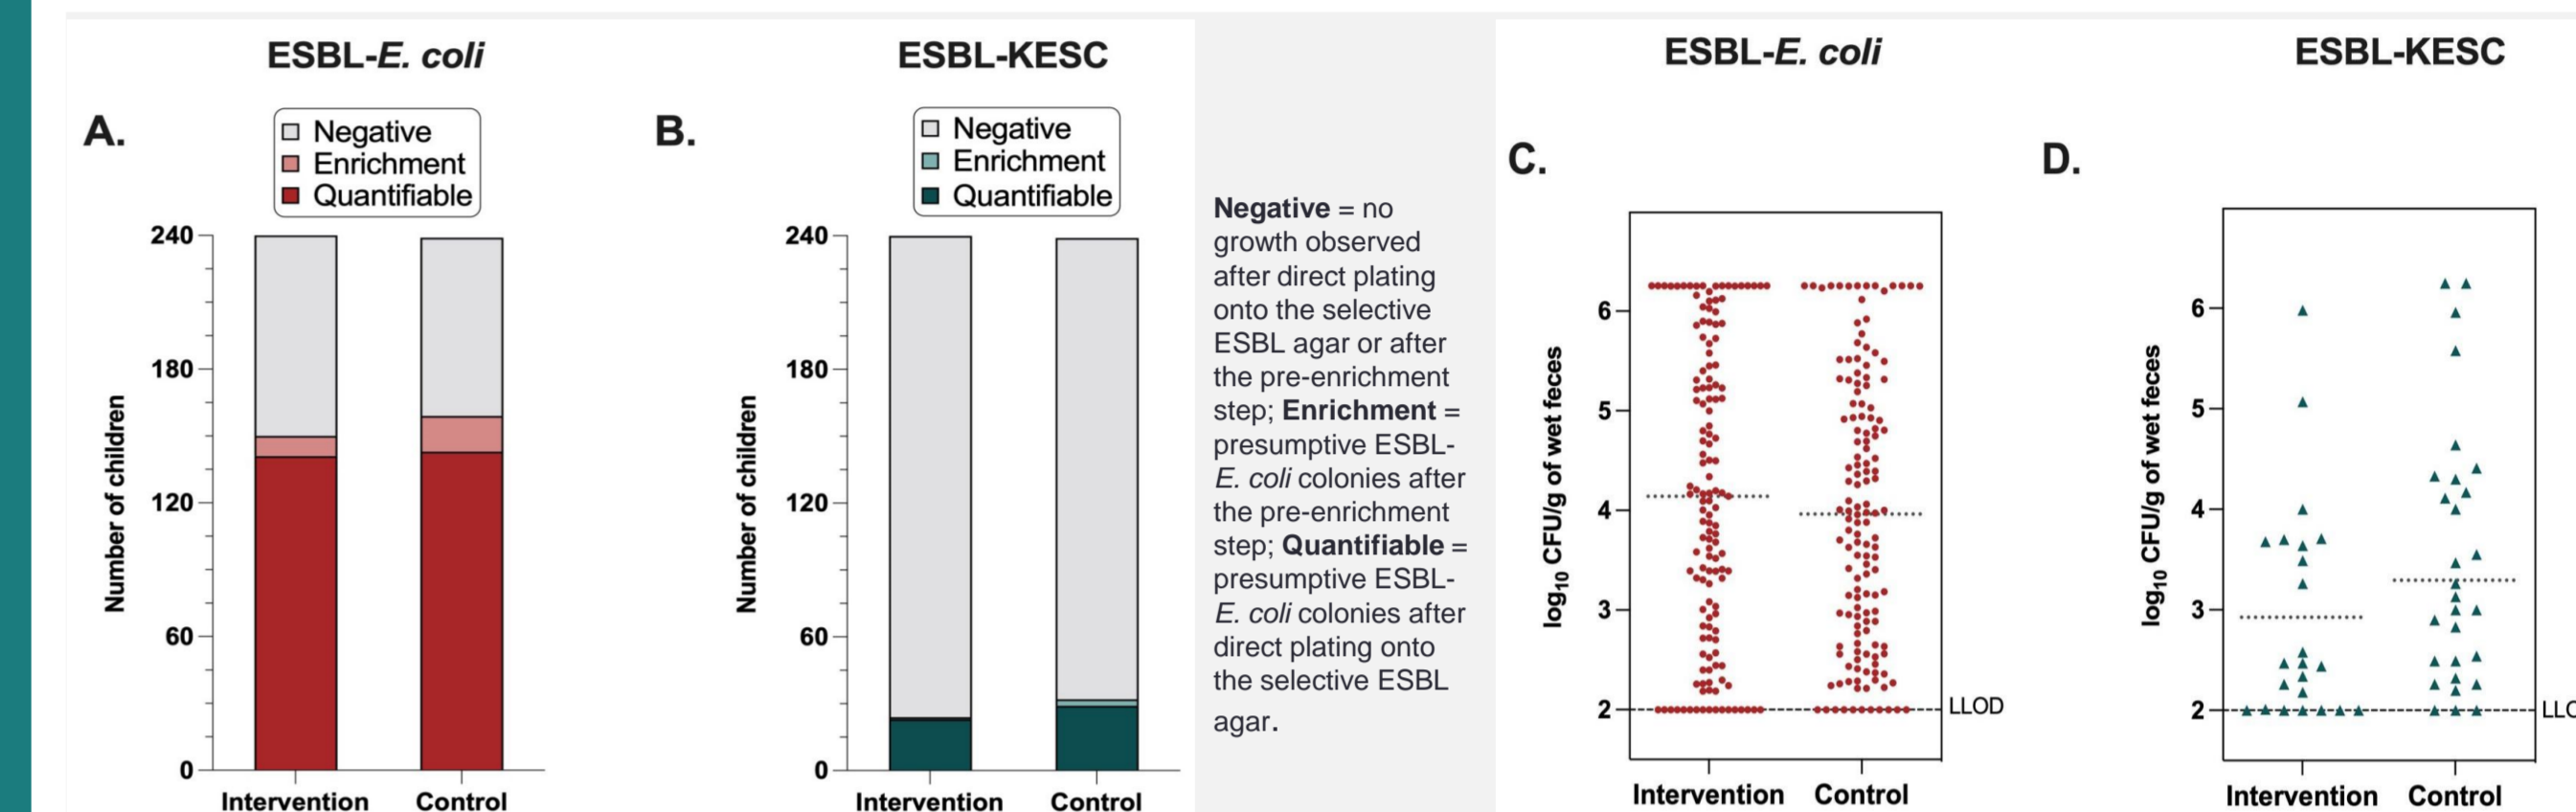 ESBL-E. coli
A.
Negative
Enrichment
Quantifiable
240
180
120
60
0
Number of children
Intervention
Control
ESBL-KESC
B.
Negative
Enrichment
Quantifiable
240
180
120
60
0
Number of children
Intervention
Control
Negative = no
growth observed
after direct plating
onto the selective
ESBL agar or after
the pre-enrichment
step; Enrichment =
presumptive ESBL-
E. coli colonies after
the pre-enrichment
step; Quantifiable =
presumptive ESBL-
E. coli colonies after
direct plating onto
the selective ESBL
agar.
ESBL-E. coli
C.
6
5
4
3
2
log₁₀ CFU/g of wet feces
LLOD
Intervention
Control
ESBL-KESC
D.
6
5
4
3
2
log₁₀ CFU/g of wet feces
Intervention
Control